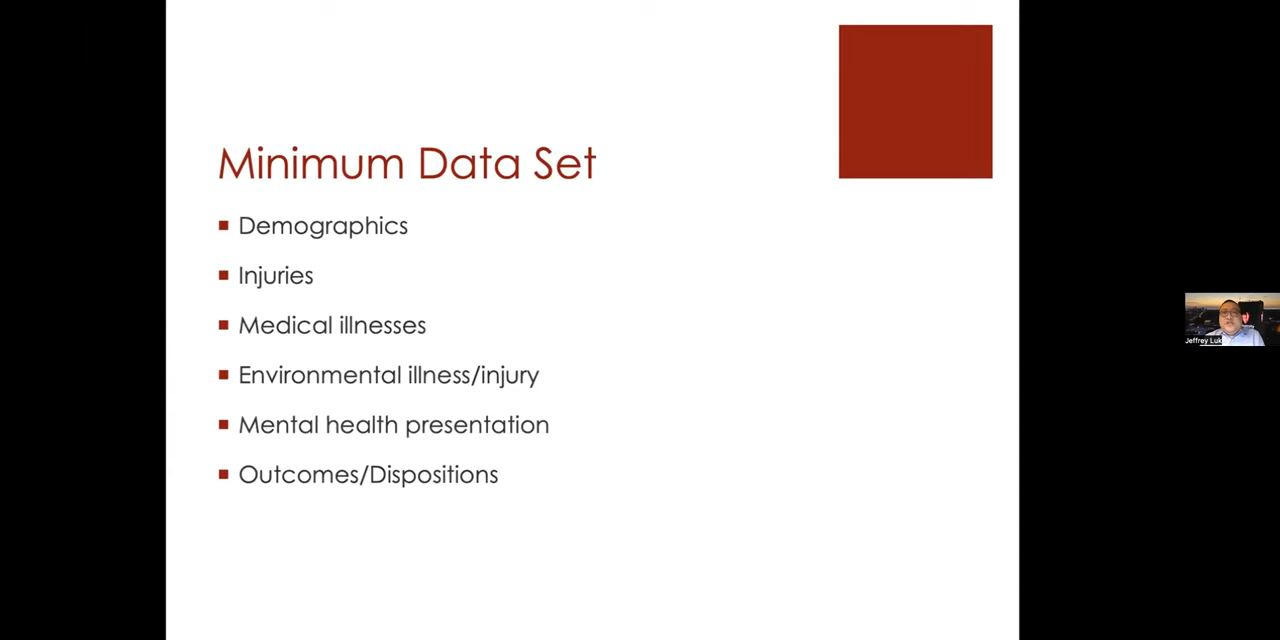 Minimum Data Set
Demographics
Injuries
Medical illnesses
Environmental illness/injury
Mental health presentation
Outcomes/Dispositions
Jeffrey Luk